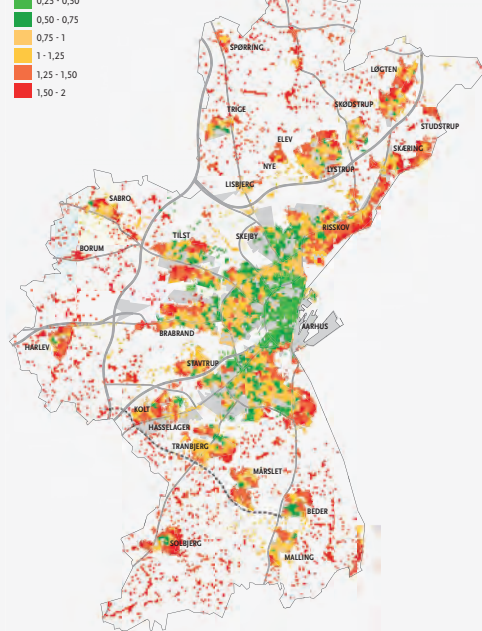 0,25 - 0,50
0,50 - 0,75
0,75 - 1
1 - 1,25
1,25 - 1,50
1,50 - 2
SPØRRING
LØGTEN
TRIGE
SKØDSTRUP
STUDSTRUP
ELEV
SKÆRING
NYE
LYSTRUP
LISBJERG
SABRO
RISSKOV
TILST
SKEJBY
BORUM
AARHUS
BRABRAND
HARLEV
STAVTRUP
KOLT
HASSELAGER
TRANBJERG
MÅRSLET
BEDER
SOLBJERG
MALLING